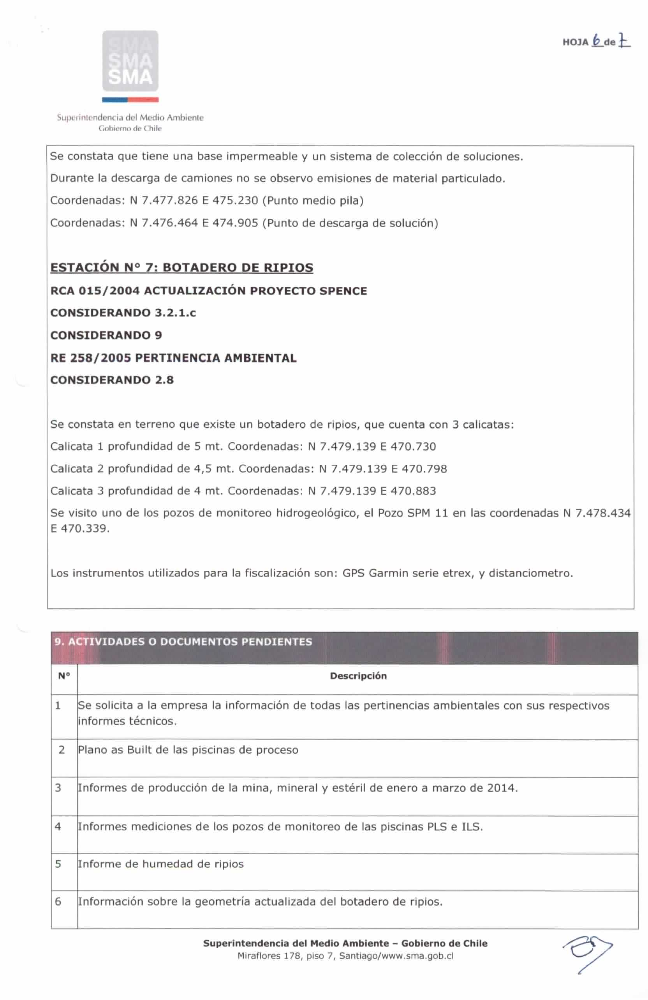 SMA
SMA
SMA
HOJA 6 de 7
Superintendencia del Medio Ambiente
Gobierno de Chile
Se constata que tiene una base impermeable y un sistema de colección de soluciones.
Durante la descarga de camiones no se observo emisiones de material particulado.
Coordenadas: N 7.477.826 E 475.230 (Punto medio pila)
Coordenadas: N 7.476.464 E 474.905 (Punto de descarga de solución)
ESTACIÓN Nº 7: BOTADERO DE RIPIOS
RCA 015/2004 ACTUALIZACIÓN PROYECTO SPENCE
CONSIDERANDO 3.2.1.c
CONSIDERANDO 9
RE 258/2005 PERTINENCIA AMBIENTAL
CONSIDERANDO 2.8
Se constata en terreno que existe un botadero de ripios, que cuenta con 3 calicatas:
Calicata 1 profundidad de 5 mt. Coordenadas: N 7.479.139 E 470.730
Calicata 2 profundidad de 4,5 mt. Coordenadas: N 7.479.139 E 470.798
Calicata 3 profundidad de 4 mt. Coordenadas: N 7.479.139 E 470.883
Se visito uno de los pozos de monitoreo hidrogeológico, el Pozo SPM 11 en las coordenadas N 7.478.434
E 470.339.
Los instrumentos utilizados para la fiscalización son: GPS Garmin serie etrex, y distanciometro.
9. ACTIVIDADES O DOCUMENTOS PENDIENTES
Nº Descripción
1 Se solicita a la empresa la información de todas las pertinencias ambientales con sus respectivos
informes técnicos.
2 Plano as Built de las piscinas de proceso
3 Informes de producción de la mina, mineral y estéril de enero a marzo de 2014.
4 Informes mediciones de los pozos de monitoreo de las piscinas PLS e ILS.
5 Informe de humedad de ripios
6 Información sobre la geometría actualizada del botadero de ripios.
Superintendencia del Medio Ambiente – Gobierno de Chile
Miraflores 178, piso 7, Santiago/www.sma.gob.cl